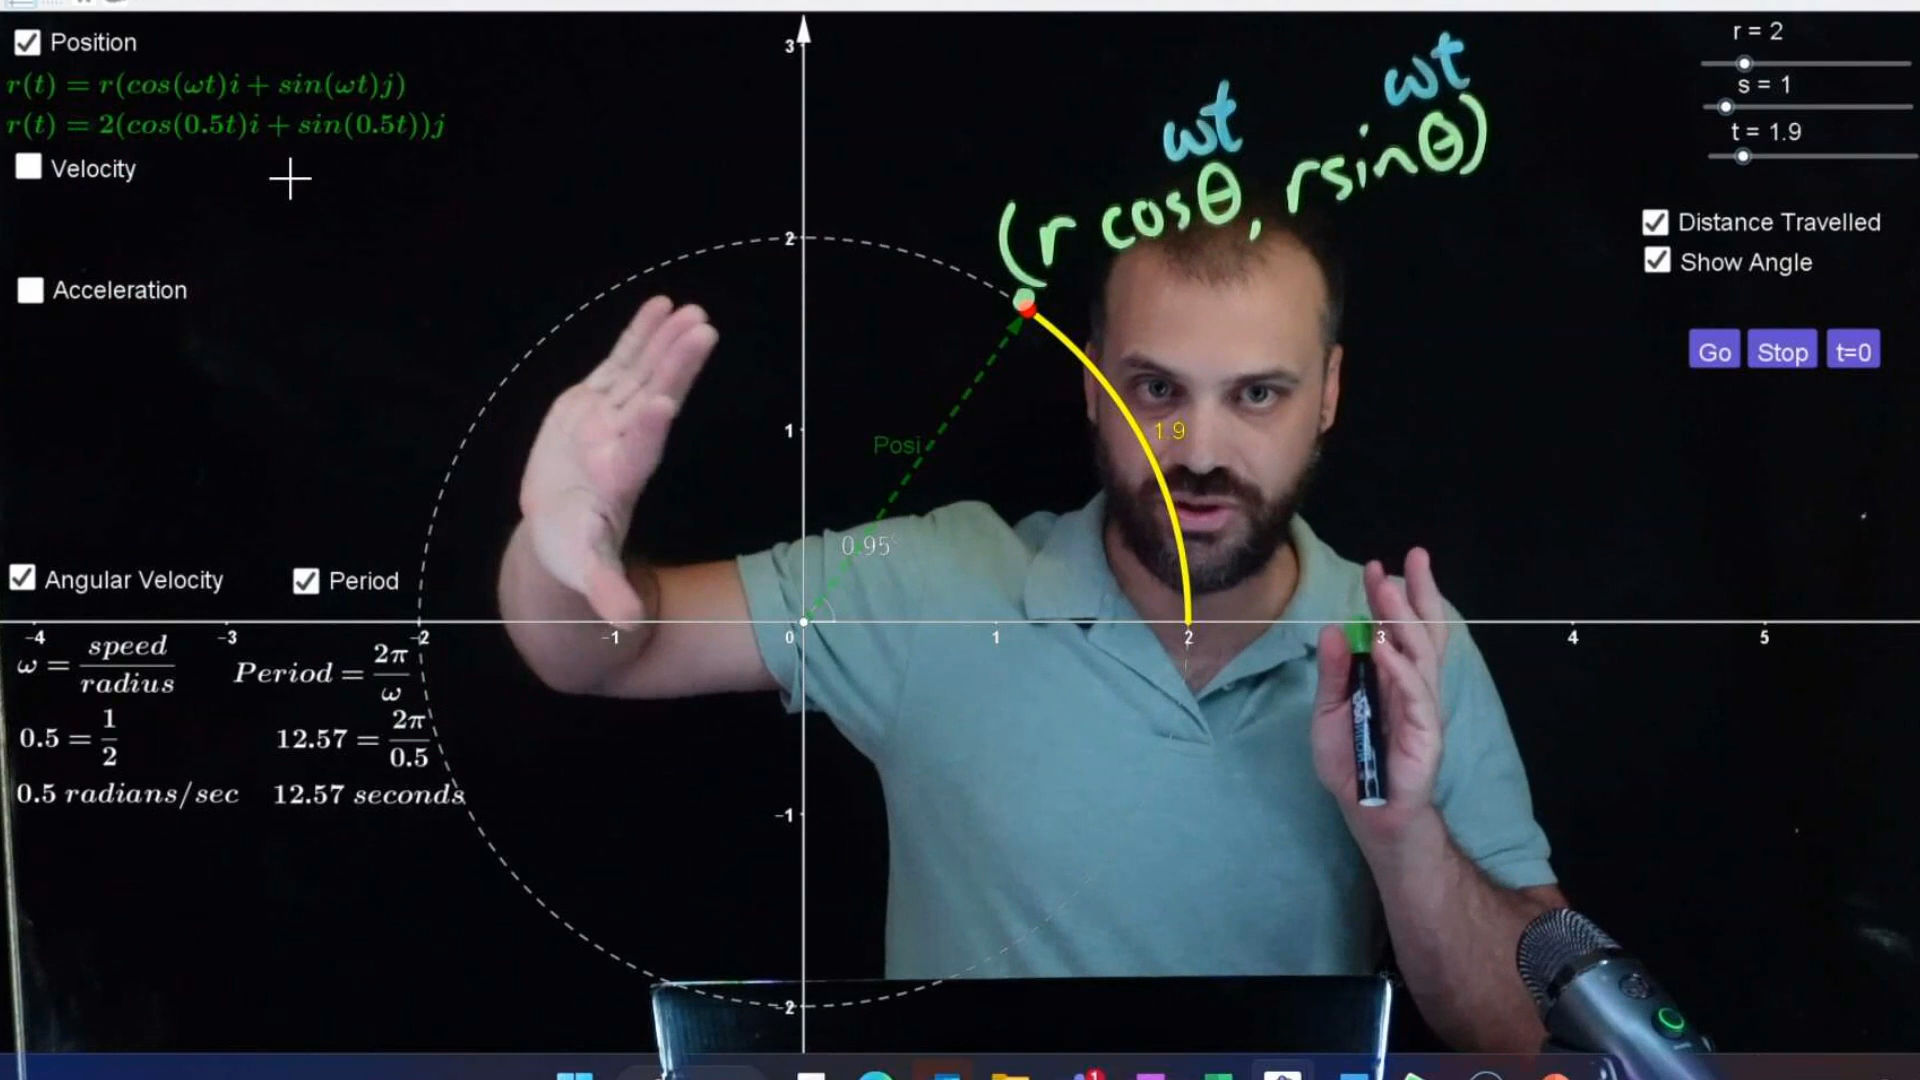 Position
r(t) = r(cos(ωt)i + sin(ωt)j)
r(t) = 2(cos(0.5t)i + sin(0.5t))j
Velocity
Acceleration
ωt ωt
(r cosθ, rsinθ)
r = 2
s = 1
t = 1.9
Distance Travelled
Show Angle
Go Stop t=0
3
2
1
Posi
1.9
0.95
Angular Velocity Period
−4 −3 −2 −1 0 1 2 3 4 5
ω = speed/radius Period = 2π/ω
0.5 = 1/2 12.57 = 2π/0.5
0.5 radians/sec 12.57 seconds
−1
−2
1